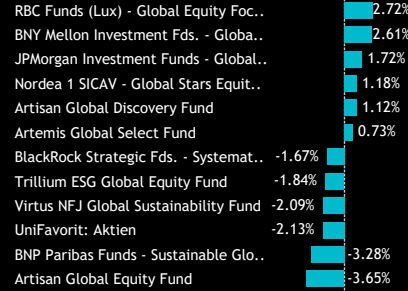 RBC Funds (Lux) - Global Equity Foc.. 2.72%
BNY Mellon Investment Fds. - Globa.. 2.61%
JPMorgan Investment Funds - Global.. 1.72%
Nordea 1 SICAV - Global Stars Equit.. 1.18%
Artisan Global Discovery Fund 1.12%
Artemis Global Select Fund 0.73%
BlackRock Strategic Fds. - Systemat.. -1.67%
Trillium ESG Global Equity Fund -1.84%
Virtus NFJ Global Sustainability Fund -2.09%
UniFavorit: Aktien -2.13%
BNP Paribas Funds - Sustainable Glo.. -3.28%
Artisan Global Equity Fund -3.65%